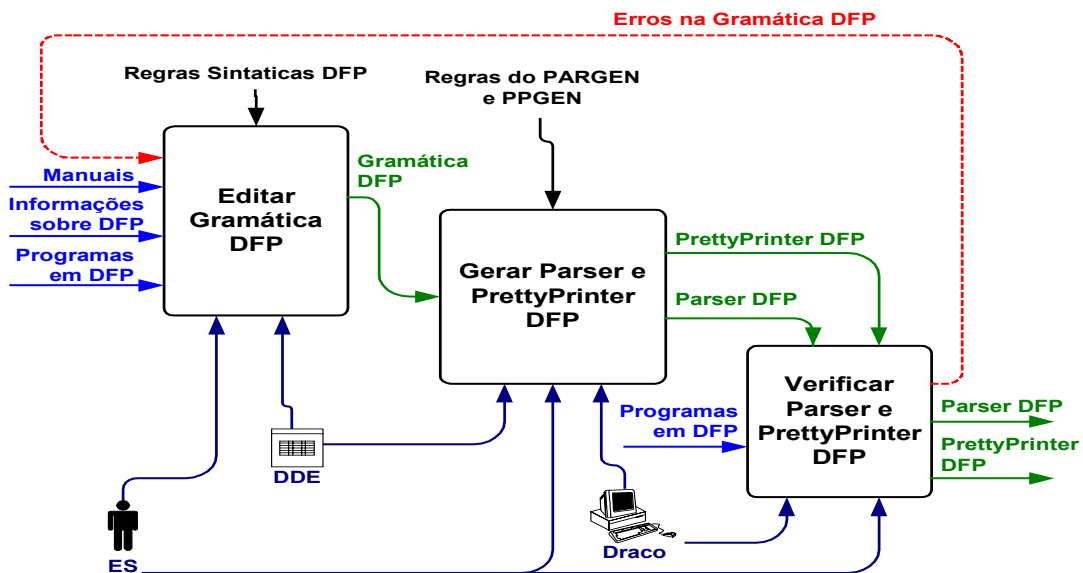 Erros na Gramática DFP
Regras Sintaticas DFP
Regras do PARGEN
e PPGEN
Manuais
Informações
sobre DFP
Programas
em DFP
Editar
Gramática
DFP
Gramática
DFP
Gerar Parser e
PrettyPrinter
DFP
PrettyPrinter DFP
Parser DFP
Programas
em DFP
Verificar
Parser e
PrettyPrinter
DFP
Parser DFP
PrettyPrinter
DFP
DDE
ES
Draco